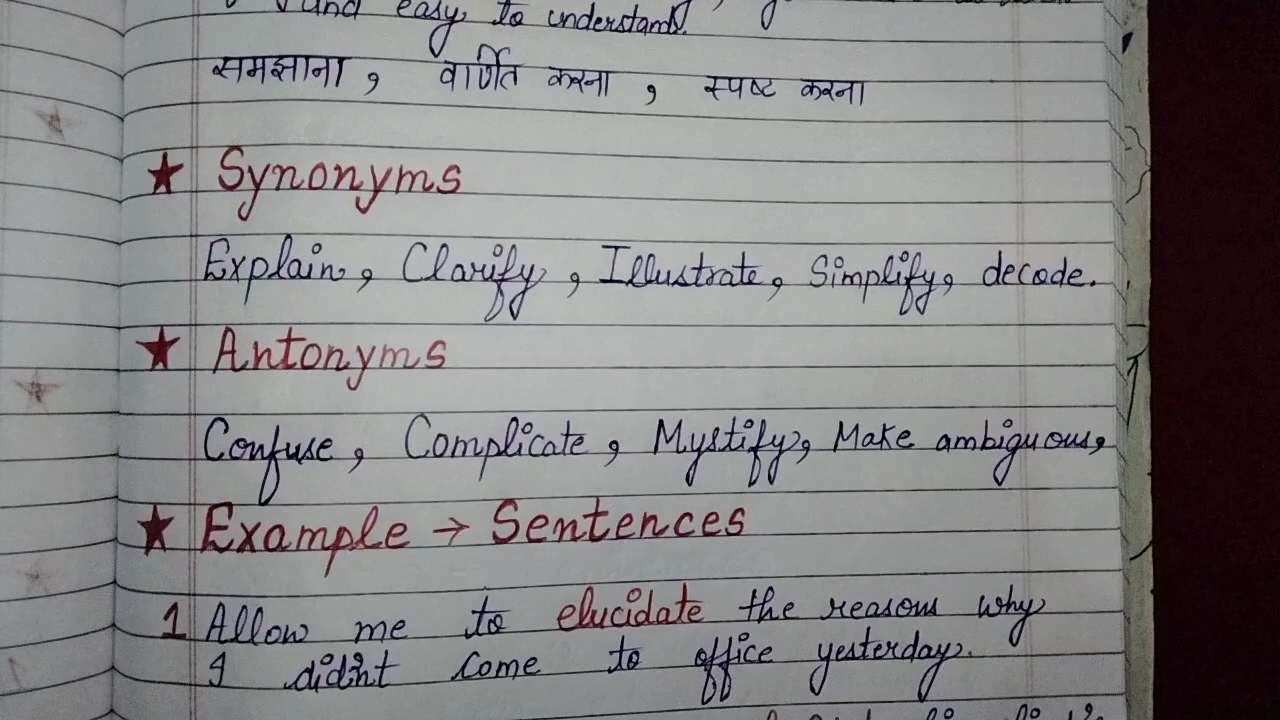 and easy to understand.
समझाना, वार्णित करना, स्पष्ट करना
★ Synonyms
Explain, Clarify, Illustrate, Simplify, decode.
★ Antonyms
Confuse, Complicate, Mystify, Make ambiguous,
★ Example → Sentences
1 Allow me to elucidate the reasons why
I didn't come to office yesterday.